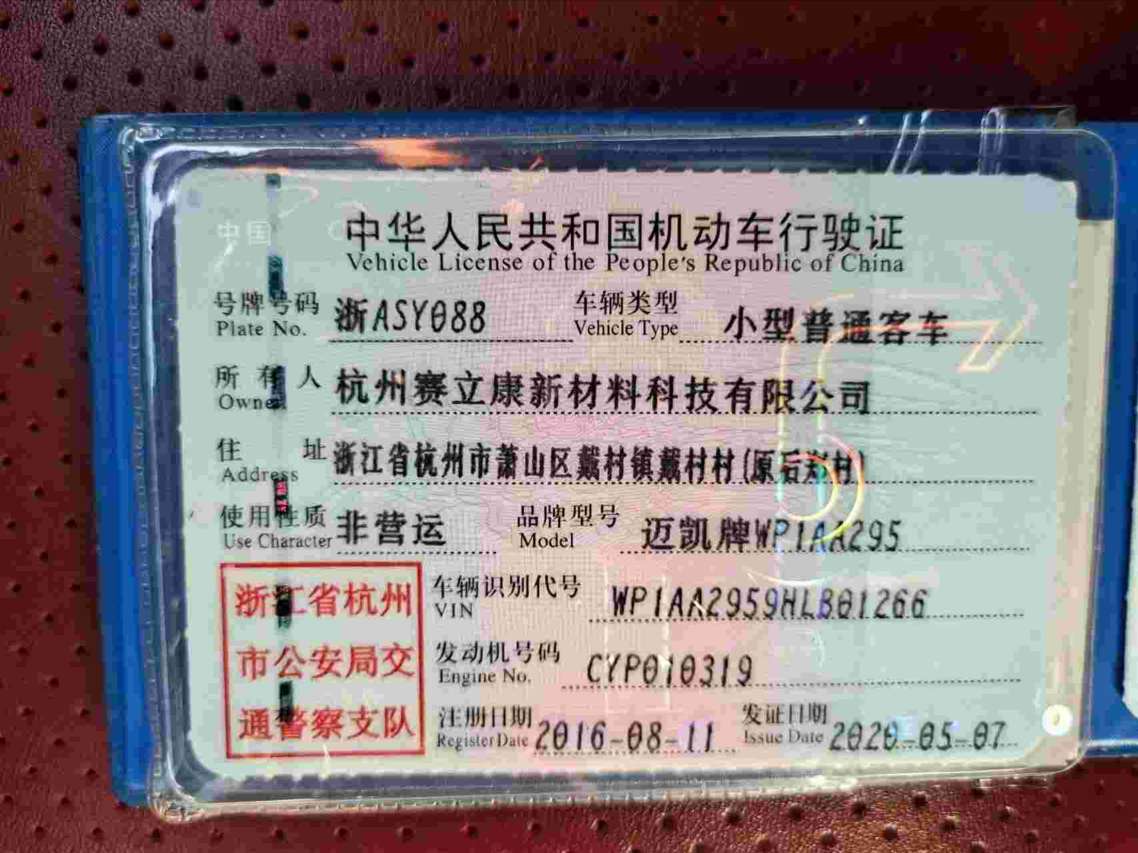 中国
中华人民共和国机动车行驶证
Vehicle License of the People's Republic of China
号牌号码 浙ASY088 车辆类型 小型普通客车
Plate No. Vehicle Type
所有人 杭州赛立康新材料科技有限公司
Owner
住址 浙江省杭州市萧山区戴村镇戴村村(原后郑村)
Address
使用性质 非营运 品牌型号 迈凯牌WP1AA295
Use Character Model
浙江省杭州
市公安局交
通警察支队
车辆识别代号 WP1AA2959HLB01266
VIN
发动机号码 CYP010319
Engine No.
注册日期 2016-08-11 发证日期 2020-05-07
Register Date Issue Date